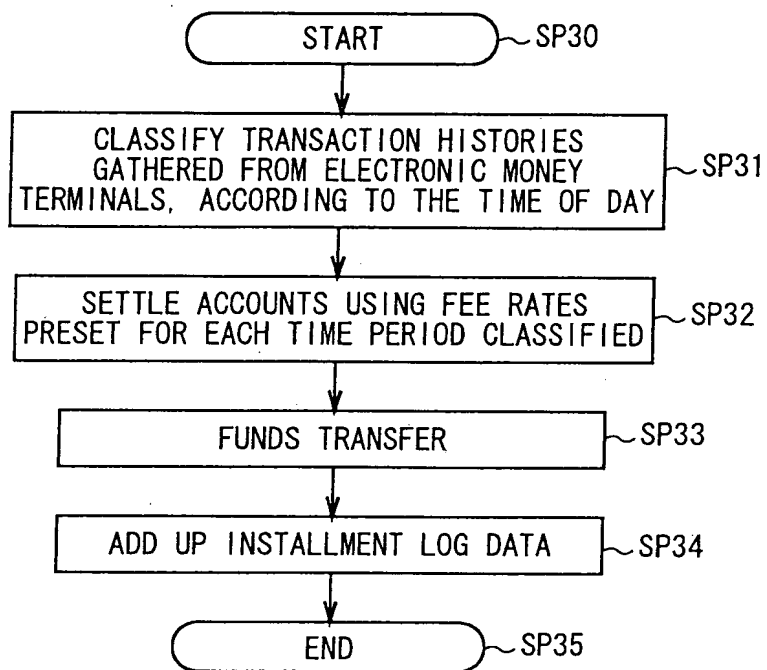 START
SP30
CLASSIFY TRANSACTION HISTORIES
GATHERED FROM ELECTRONIC MONEY
TERMINALS, ACCORDING TO THE TIME OF DAY
SP31
SETTLE ACCOUNTS USING FEE RATES
PRESET FOR EACH TIME PERIOD CLASSIFIED
SP32
FUNDS TRANSFER
SP33
ADD UP INSTALLMENT LOG DATA
SP34
END
SP35